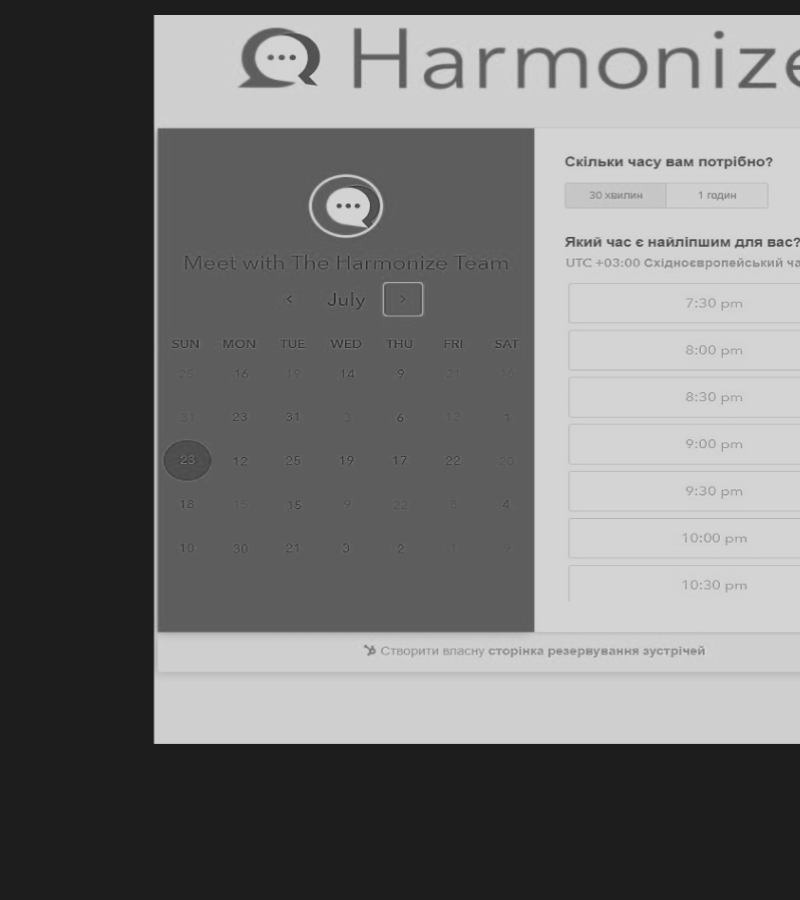 Harmonize
Meet with The Harmonize Team
July
SUN MON TUE WED THU FRI SAT
25 16 19 14 9 21 16
31 23 31 3 6 12 1
23 12 25 19 17 22 20
18 15 15 9 22 8 4
30 21 3 2 1 9
Скільки часу вам потрібно?
30 хвилин 1 годин
Який час є найліпшим для вас?
UTC +03:00 Східноєвропейський
7:30 pm
8:00 pm
8:30 pm
9:00 pm
9:30 pm
10:00 pm
10:30 pm
Створити власну сторінка резервування зустрічей